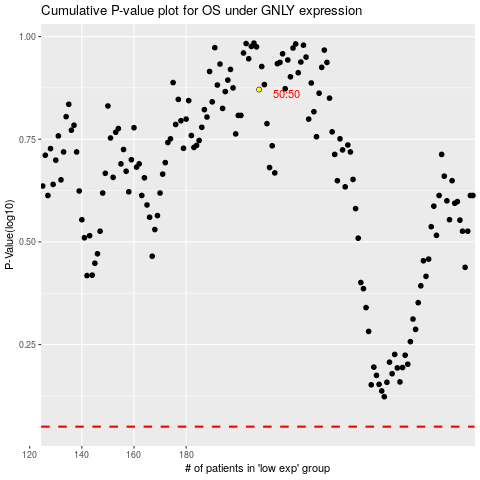 Cumulative P-value plot for OS under GNLY expression
P-Value(log10)
1.00
0.75
0.50
0.25
50:50
120 140 160 180
# of patients in 'low exp' group